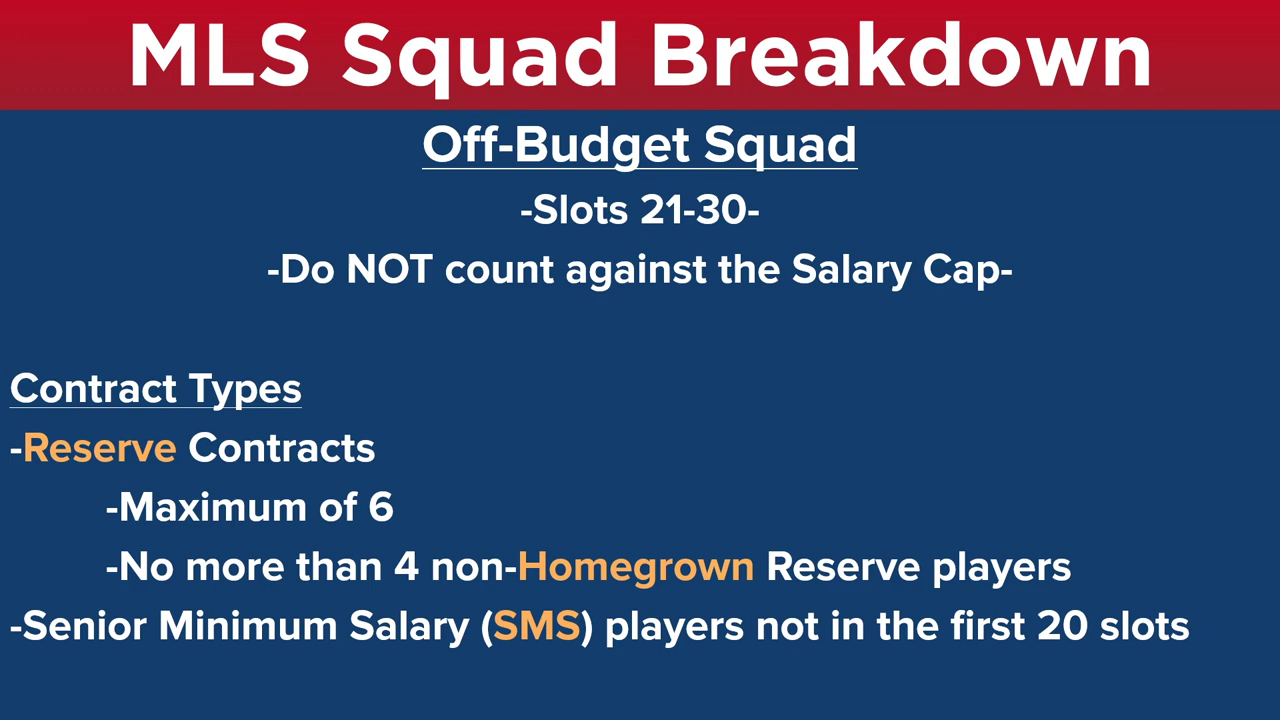 MLS Squad Breakdown
Off-Budget Squad
-Slots 21-30-
-Do NOT count against the Salary Cap-
Contract Types
-Reserve Contracts
-Maximum of 6
-No more than 4 non-Homegrown Reserve players
-Senior Minimum Salary (SMS) players not in the first 20 slots